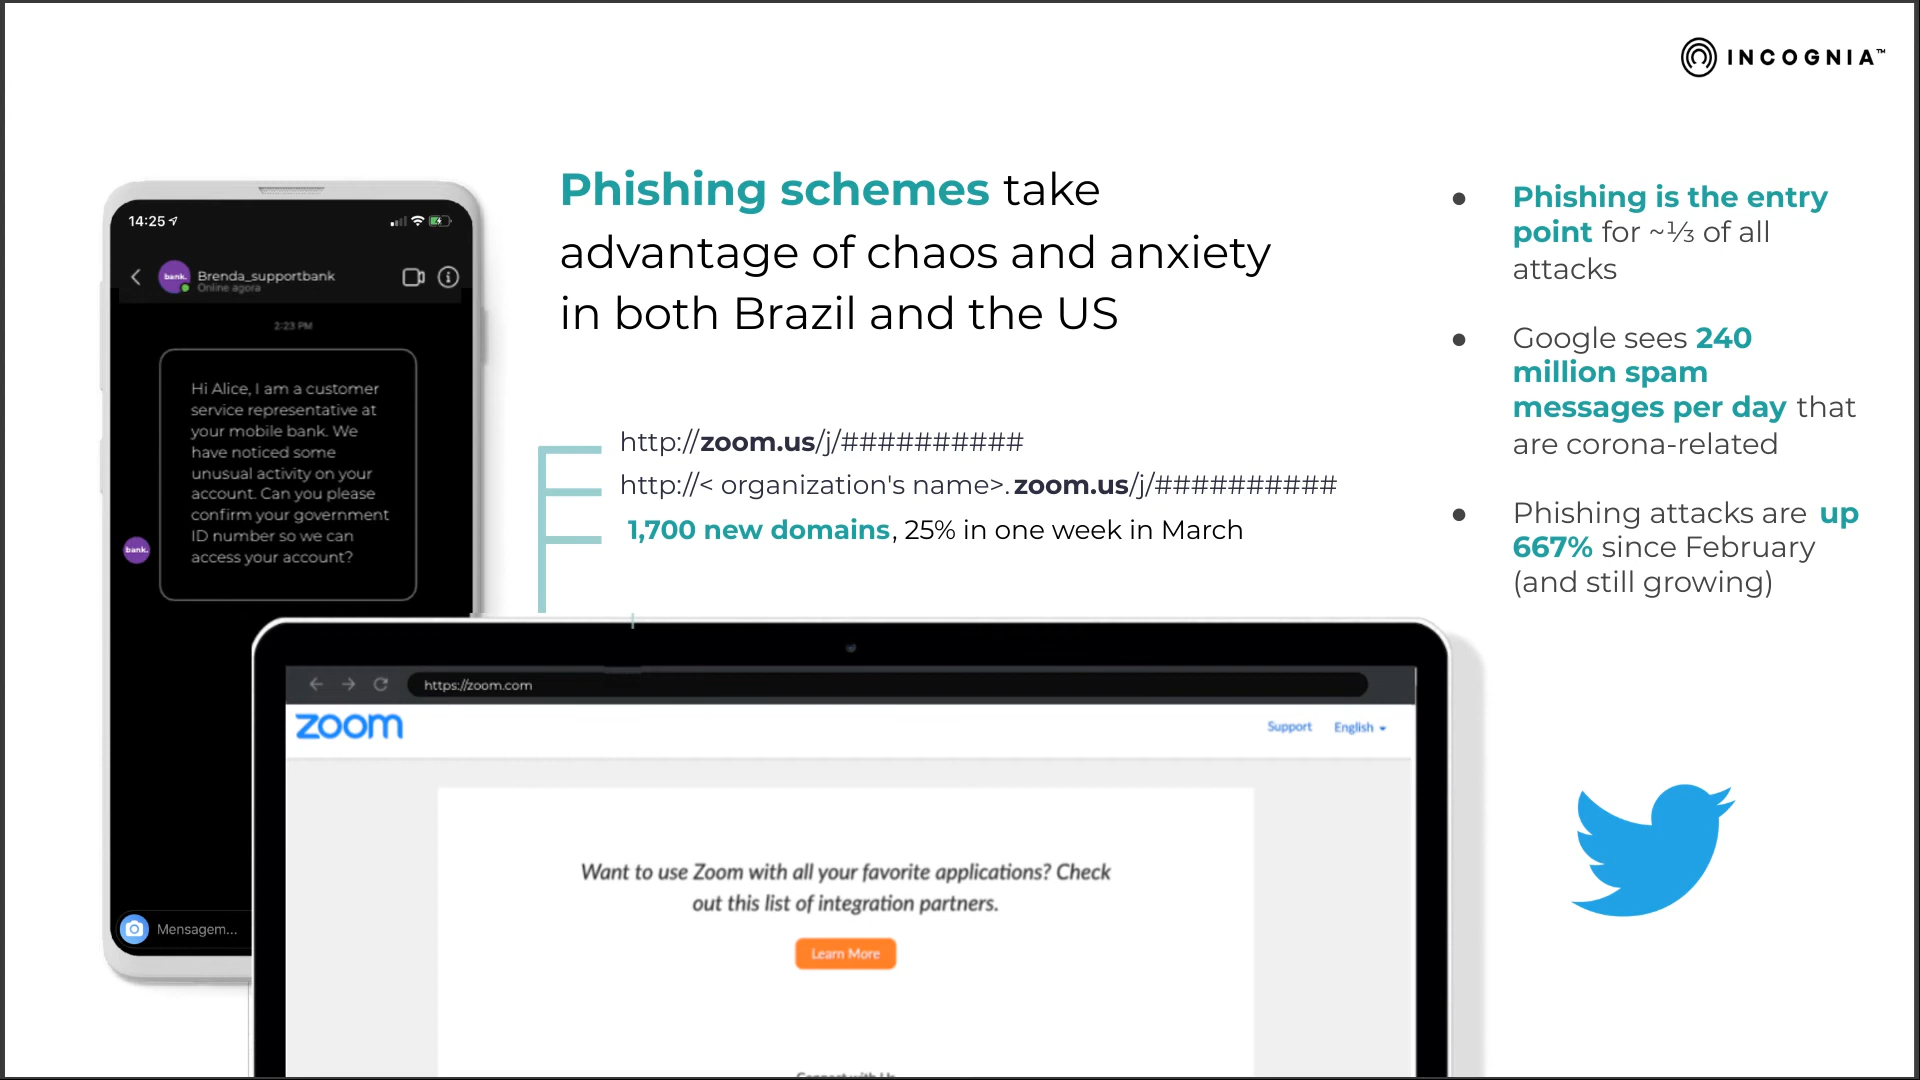 INCOGNIA™
Phishing schemes take
advantage of chaos and anxiety
in both Brazil and the US
http://zoom.us/j/##########
http://< organization's name>.zoom.us/j/##########
1,700 new domains, 25% in one week in March
● Phishing is the entry
point for ~⅓ of all
attacks
● Google sees 240
million spam
messages per day that
are corona-related
● Phishing attacks are up
667% since February
(and still growing)
14:25
bank. Brenda_supportbank
Online agora
2:23 PM
Hi Alice, I am a customer
service representative at
your mobile bank. We
have noticed some
unusual activity on your
account. Can you please
confirm your government
ID number so we can
access your account?
bank.
Mensagem...
https://zoom.com
zoom
Support English
Want to use Zoom with all your favorite applications? Check
out this list of integration partners.
Learn More